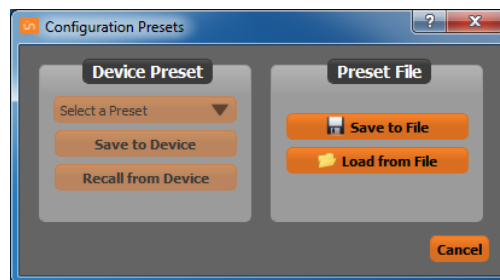 Configuration Presets
Device Preset
Select a Preset
Save to Device
Recall from Device
Preset File
Save to File
Load from File
Cancel